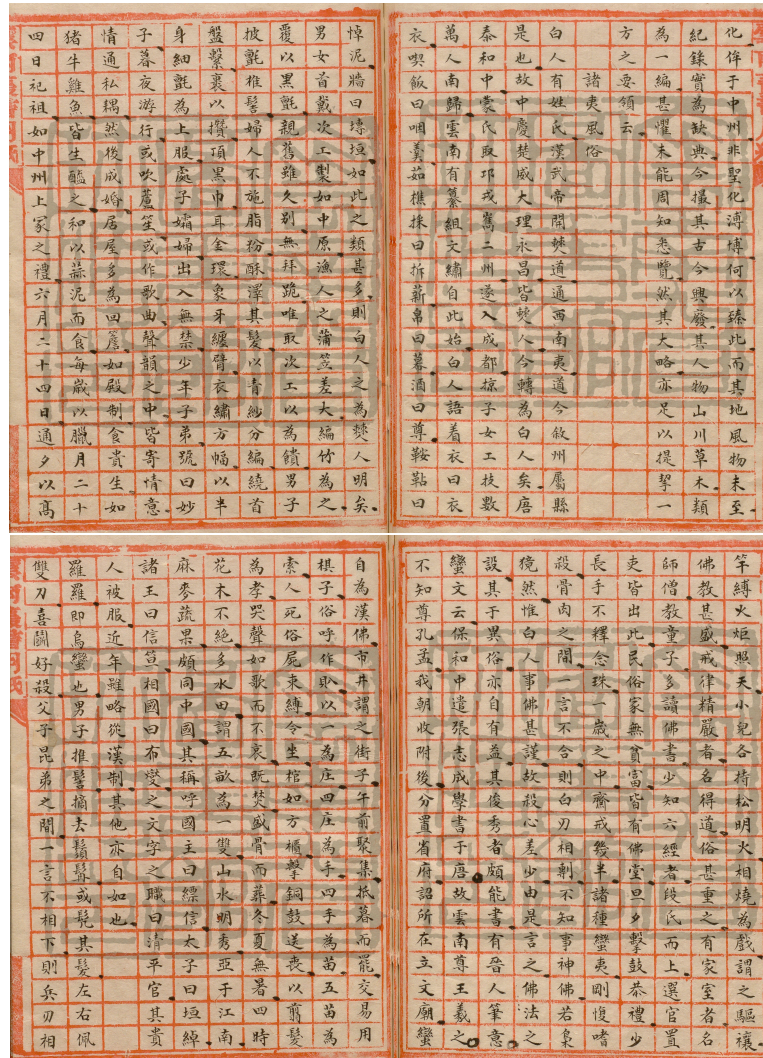 化侔于中州非聖化溥博何以臻此而其地風物未至
紀錄實為缺典今撮其古今興廢其人物山川草木類
為一編甚懼未能周知悉覽然其大略亦足以提挈一
方之要領云
諸夷風俗
白人有姓氏漢武帝開僰道通西南夷道今敘州屬縣
是也故中慶楚威大理永昌皆僰人今轉為白人矣唐
泰和中蒙氏取邛戎嶲二州遂入成都掠子女工技數
萬人南歸雲南有纂組文繡自此始白人語着衣曰衣
衣喫飯曰咽羹茹樵採曰拆薪帛曰幕酒曰尊鞍䩞曰
悼泥牆曰塼垣如此之類甚多則白人之為僰人明矣
男女首戴次工製如中原漁人之蒲笠差大編竹為之
覆以黑氊親舊雖久別無拜跪唯取次工以為饋男子
披氊椎髻婦人不施脂粉酥澤其髮以青紗分編繞首
盤繫裹以攢頂黑巾耳金環象牙纏臂衣繡方幅以半
身細氊為上服處子孀婦出入無禁少年子弟號曰妙
子暮夜游行或吹蘆笙或作歌曲聲韻之中皆寄情意
情通私耦然後成婚居屋多為回簷如殿制食貴生如
猪牛雞魚皆生醢之和以蒜泥而食每歲以臘月二十
四日祀祖如中州上冢之禮六月二十四日通夕以高
竿縛火炬照天小兒各持松明火相燒為戲謂之驅禳
佛教甚盛戒律精嚴者名得道俗甚重之有家室者名
師僧教童子多讀佛書少知六經者段氏而上選官置
吏皆出此民俗家無貧富皆有佛堂旦夕擊鼓恭禮少
長手不釋念珠一歲之中齋戒幾半諸種蠻夷剛愎嗜
殺骨肉之間一言不合則白刃相剸不知事神佛若梟
獍然惟白人事佛甚謹故殺心差少由是言之佛法之
設其于異俗亦自有益其俊秀者頗能書有晉人筆意
蠻文云保和中遣張志成學書于唐故雲南尊王羲之
不知尊孔孟我朝收附後分置省府詔所在立文廟蠻
自為漢佛市井謂之街子午前聚集抵暮而罷交易用
棋子俗呼作𧴩以一為庄四庄為手四手為苗五苗為
索人死俗屍束縛令坐棺如方櫃擊銅鼓送喪以剪髮
為孝哭聲如歌而不哀既焚盛骨而葬冬夏無暑四時
花木不絕多水田謂五畝為一雙山水明秀亞于江南
麻麥蔬果頗同中國其稱呼國主曰縹信太子曰垣綽
諸王曰信苴相國曰布燮之文字之職曰清平官其貴
人被服近年雖略從漢制其他亦自如也
羅羅即烏蠻也男子椎髻摘去鬚髯或髠其髮左右佩
雙刀喜鬬好殺父子昆弟之間一言不相下則兵刃相